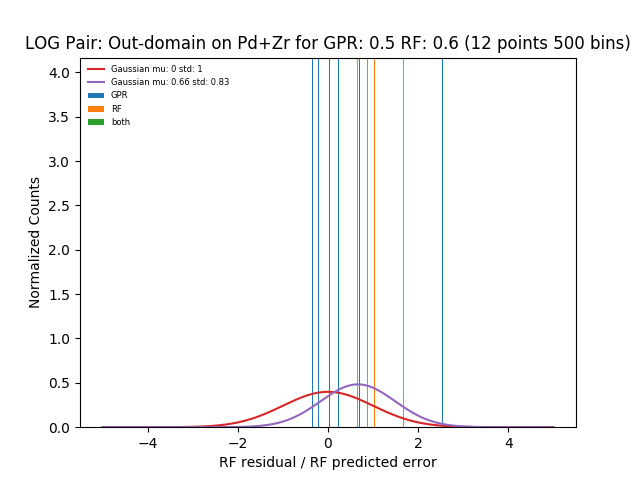 LOG Pair: Out-domain on Pd+Zr for GPR: 0.5 RF: 0.6 (12 points 500 bins)
Gaussian mu: 0 std: 1
Gaussian mu: 0.66 std: 0.83
GPR
RF
both
4.0
3.5
3.0
2.5
2.0
1.5
1.0
0.5
0.0
Normalized Counts
−4
−2
0
2
4
RF residual / RF predicted error